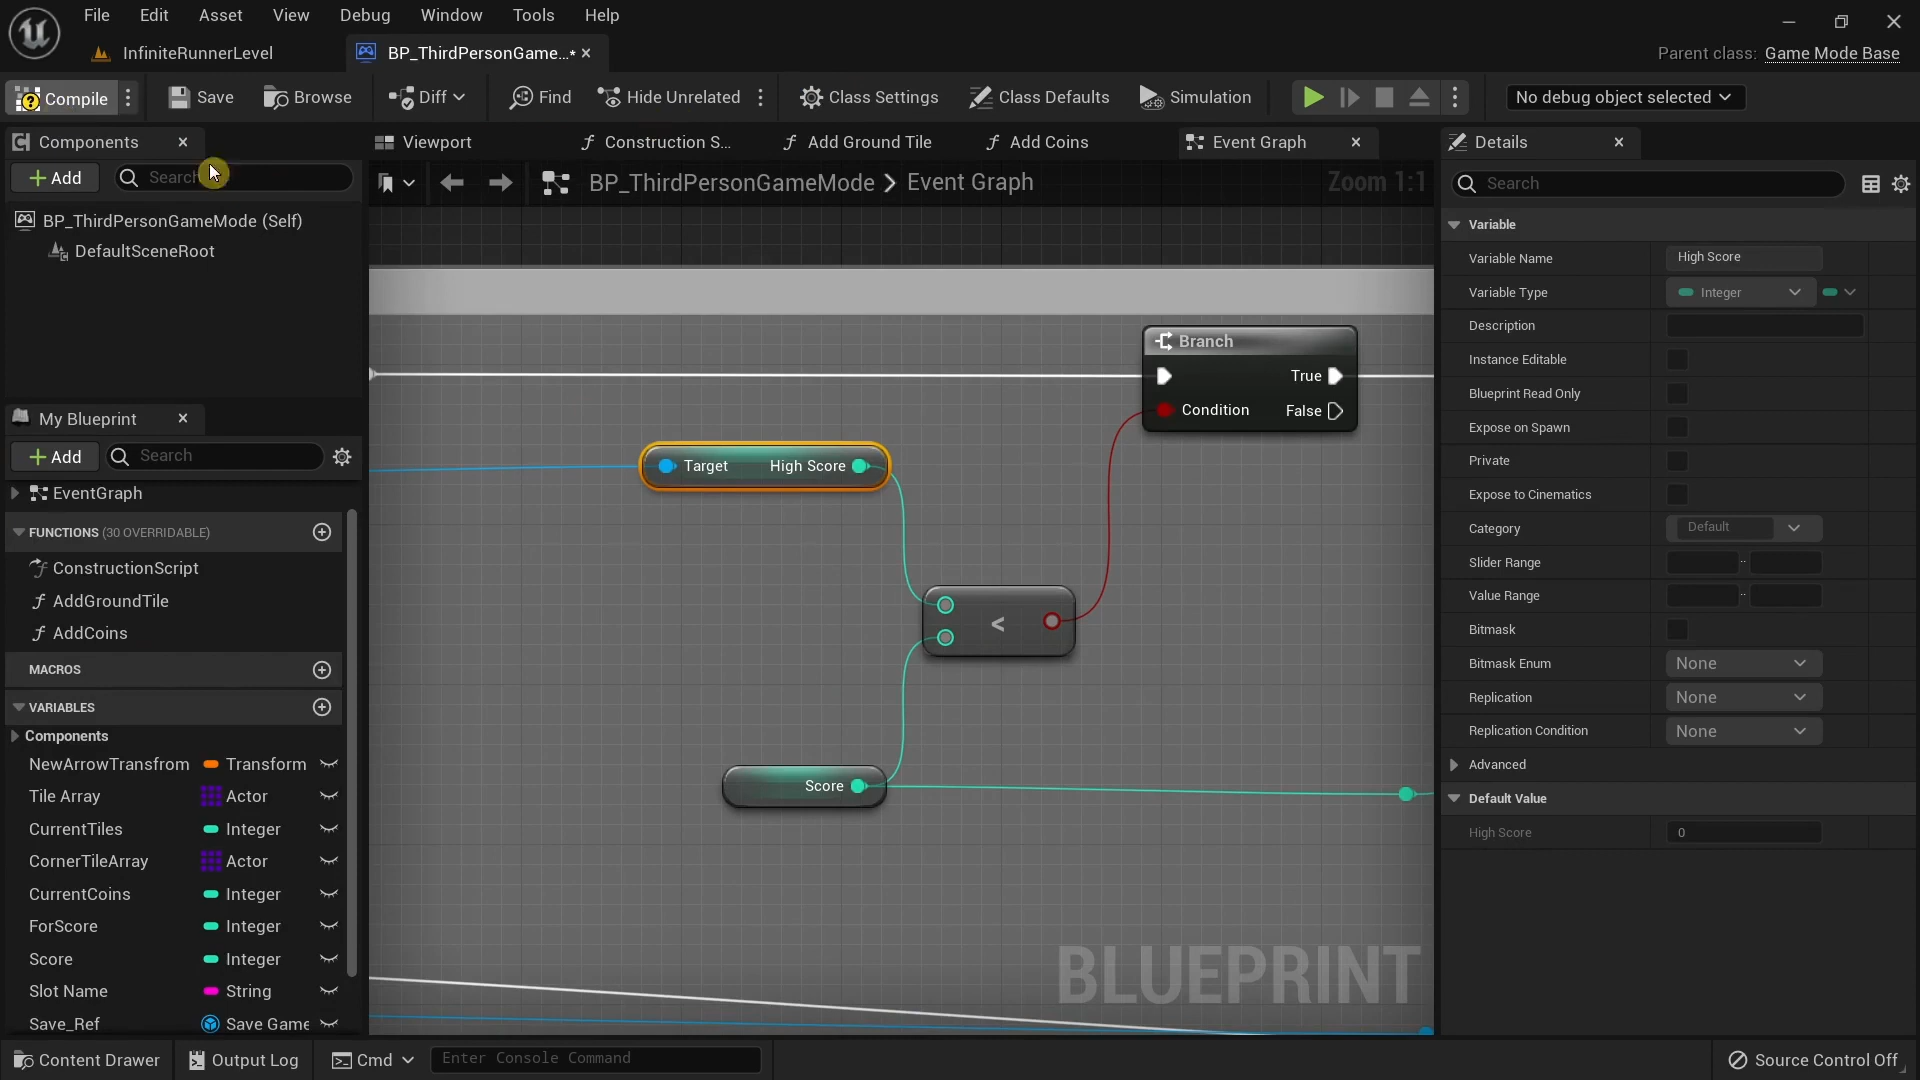 File Edit Asset View Debug Window Tools Help
InfiniteRunnerLevel
BP_ThirdPersonGame...*
Parent class: Game Mode Base
Compile Save Browse Diff Find Hide Unrelated Class Settings Class Defaults Simulation No debug object selected
Components
Viewport Construction S... Add Ground Tile Add Coins Event Graph
Details
Add Search
BP_ThirdPersonGameMode > Event Graph
Zoom 1:1
Search
BP_ThirdPersonGameMode (Self)
DefaultSceneRoot
My Blueprint
Add Search
EventGraph
FUNCTIONS (30 OVERRIDABLE)
ConstructionScript
AddGroundTile
AddCoins
MACROS
VARIABLES
Components
NewArrowTransfrom Transform
Tile Array Actor
CurrentTiles Integer
CornerTileArray Actor
CurrentCoins Integer
ForScore Integer
Score Integer
Slot Name String
Save_Ref Save Game
Branch
True
Condition False
Target High Score
<
Score
BLUEPRINT
Variable
Variable Name High Score
Variable Type Integer
Description
Instance Editable
Blueprint Read Only
Expose on Spawn
Private
Expose to Cinematics
Category Default
Slider Range ..
Value Range ..
Bitmask
Bitmask Enum None
Replication None
Replication Condition None
Advanced
Default Value
High Score 0
Content Drawer Output Log Cmd Enter Console Command Source Control Off